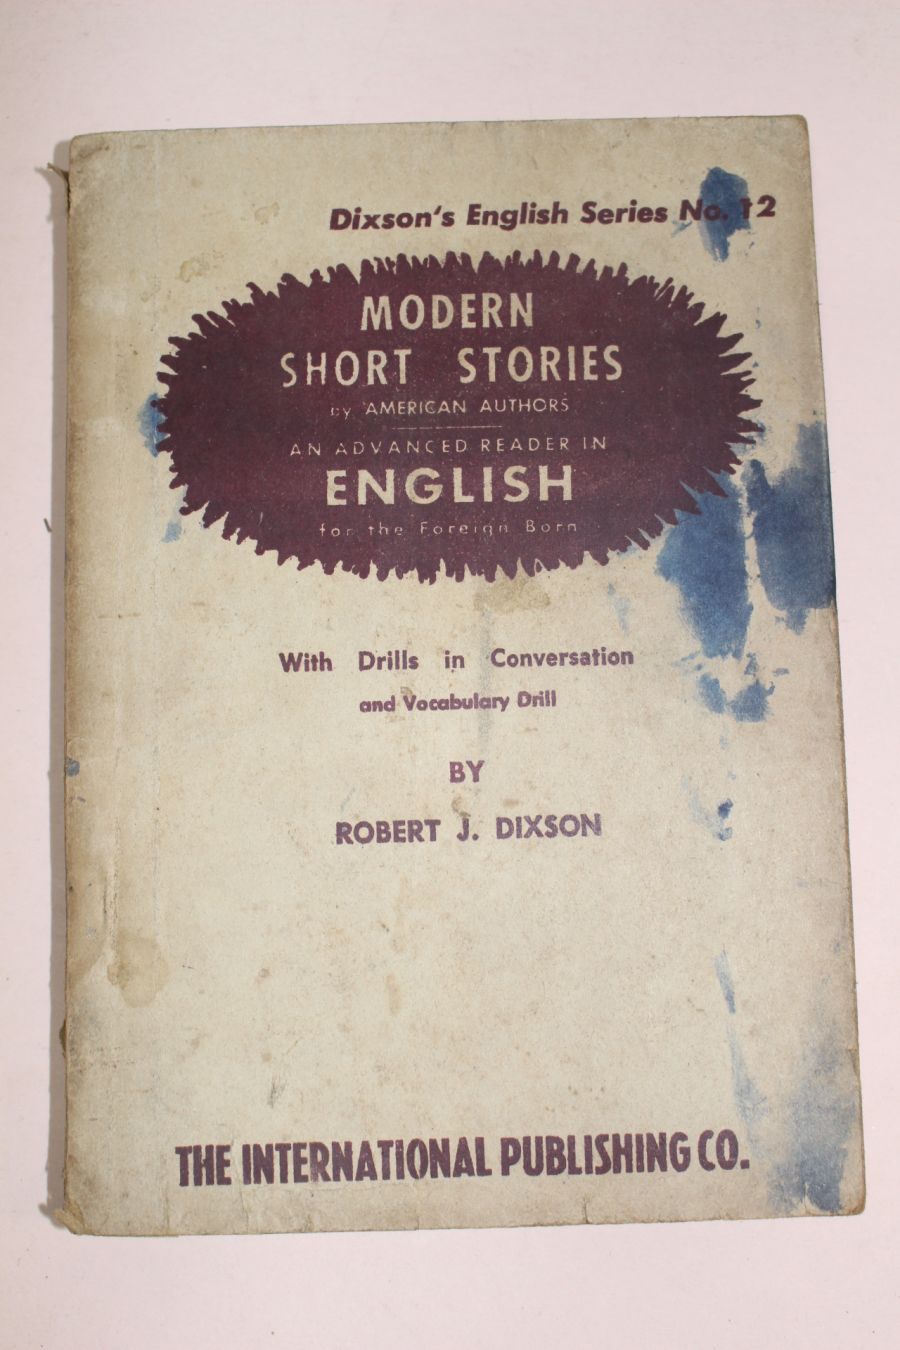 Dixson's English Series No. 12
MODERN
SHORT STORIES
by AMERICAN AUTHORS
AN ADVANCED READER IN
ENGLISH
for the Foreign Born
With Drills in Conversation
and Vocabulary Drill
BY
ROBERT J. DIXSON
THE INTERNATIONAL PUBLISHING CO.